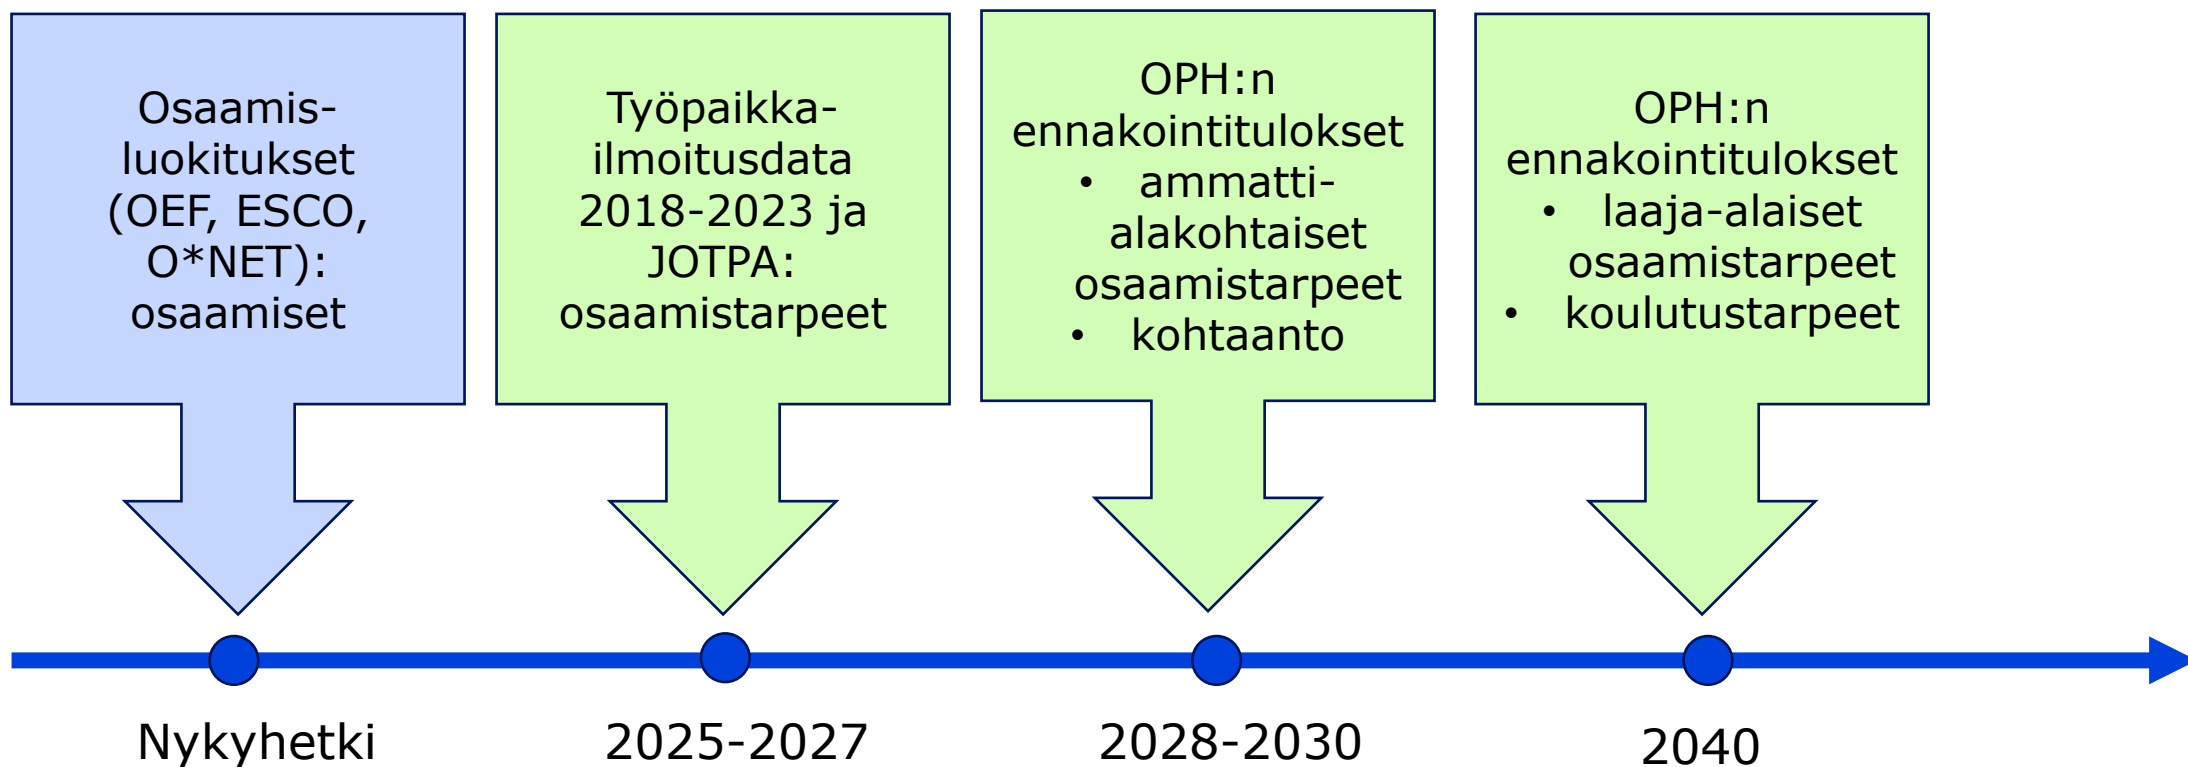 Osaamis-
luokitukset
(OEF, ESCO,
O*NET):
osaamiset
Työpaikka-
ilmoitusdata
2018-2023 ja
JOTPA:
osaamistarpeet
OPH:n
ennakointitulokset
• ammatti-
alakohtaiset
osaamistarpeet
• kohtaanto
OPH:n
ennakointitulokset
• laaja-alaiset
osaamistarpeet
• koulutustarpeet
Nykyhetki
2025-2027
2028-2030
2040